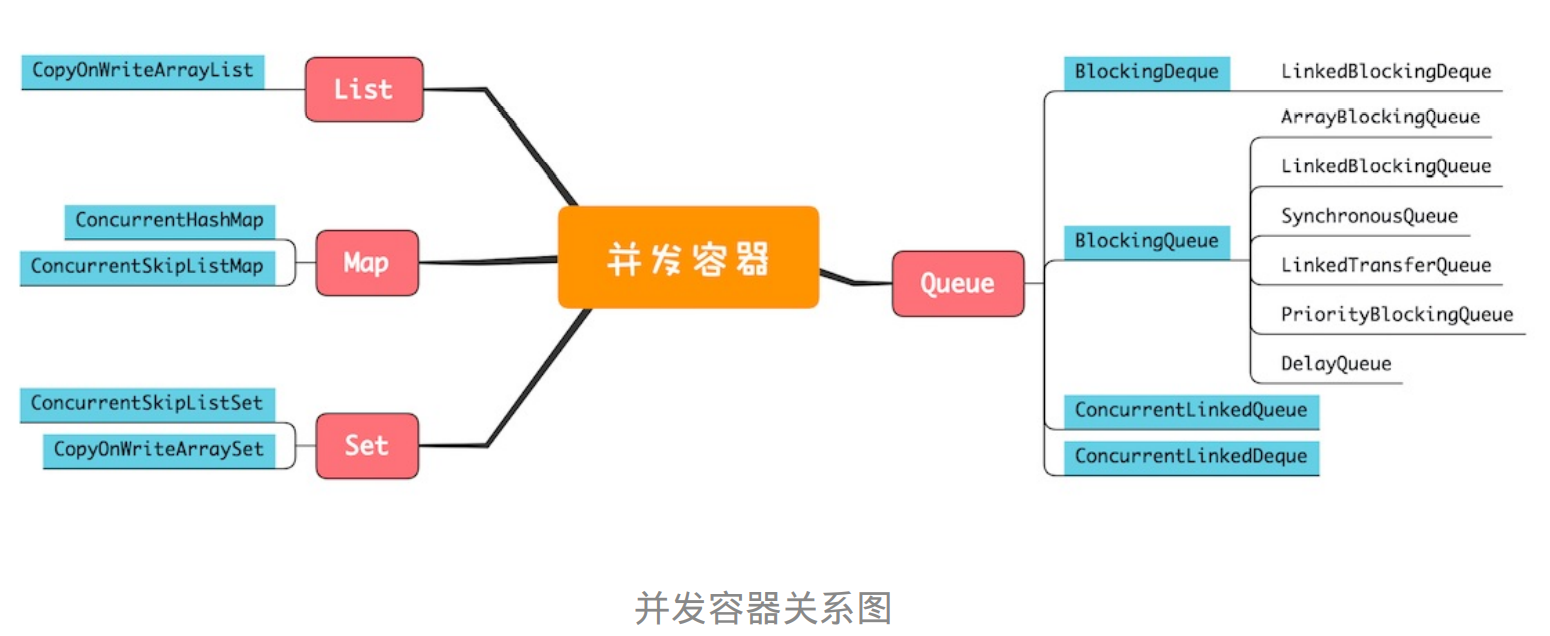 CopyOnWriteArrayList
List
ConcurrentHashMap
ConcurrentSkipListMap
Map
ConcurrentSkipListSet
CopyOnWriteArraySet
Set
并发容器
Queue
BlockingDeque
LinkedBlockingDeque
BlockingQueue
ArrayBlockingQueue
LinkedBlockingQueue
SynchronousQueue
LinkedTransferQueue
PriorityBlockingQueue
DelayQueue
ConcurrentLinkedQueue
ConcurrentLinkedDeque
并发容器关系图